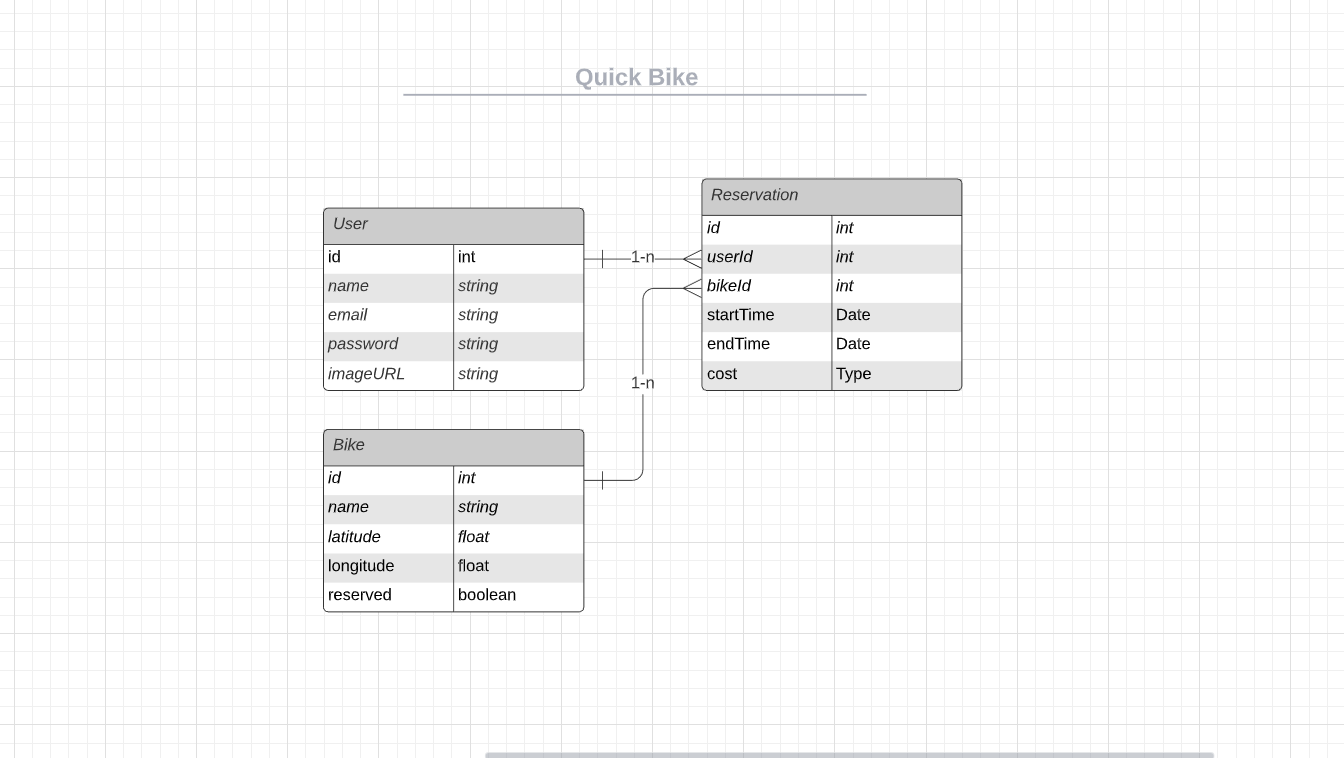 Quick Bike
User
id int
name string
email string
password string
imageURL string
1-n
Reservation
id int
userId int
bikeId int
startTime Date
endTime Date
cost Type
1-n
Bike
id int
name string
latitude float
longitude float
reserved boolean